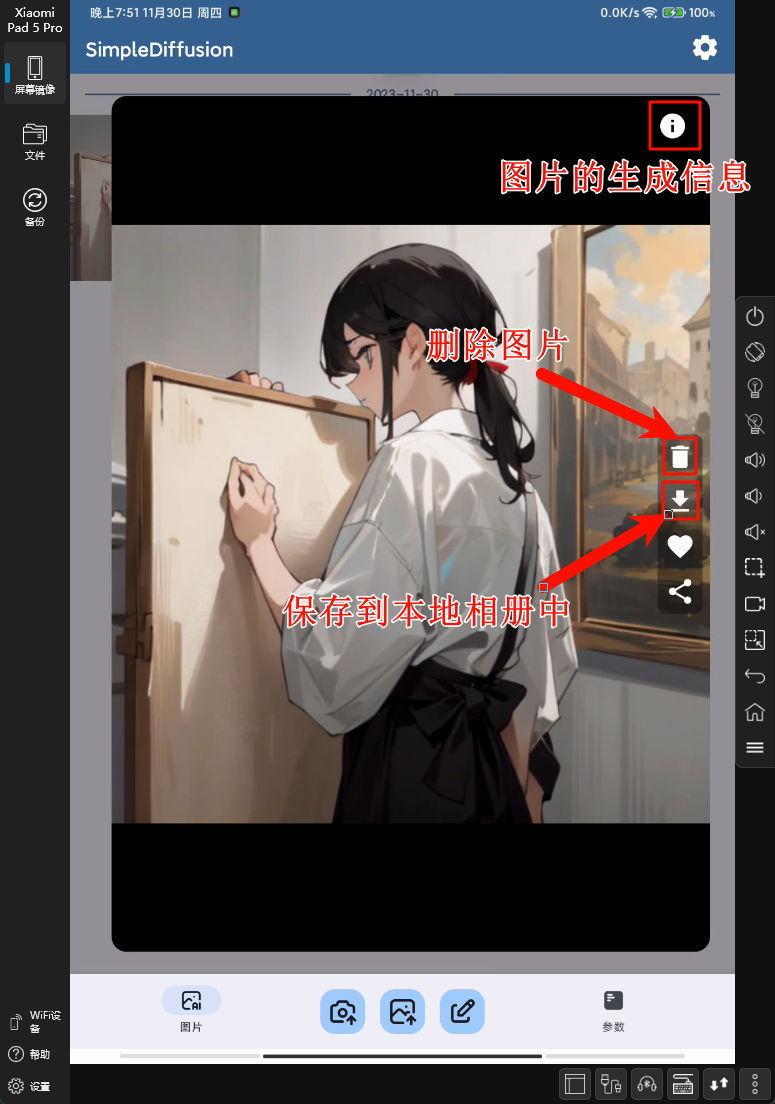 Xiaomi
Pad 5 Pro
屏幕镜像
文件
备份
晚上7:51 11月30日 周四
0.0K/s
100%
SimpleDiffusion
2023-11-30
图片的生成信息
删除图片
保存到本地相册中
AI
图片
参数
WiFi设
备
帮助
设置